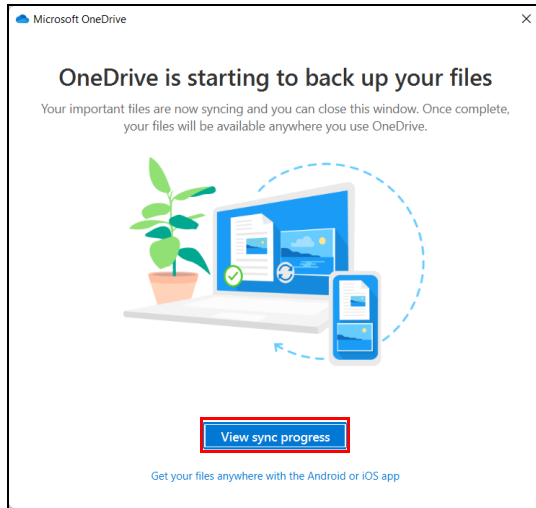 Microsoft OneDrive
OneDrive is starting to back up your files
Your important files are now syncing and you can close this window. Once complete,
your files will be available anywhere you use OneDrive.
View sync progress
Get your files anywhere with the Android or iOS app